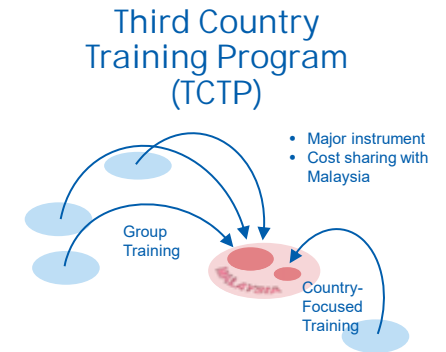 Third Country
Training Program
(TCTP)
• Major instrument
• Cost sharing with
Malaysia
Group
Training
MALAYSIA
Country-
Focused
Training